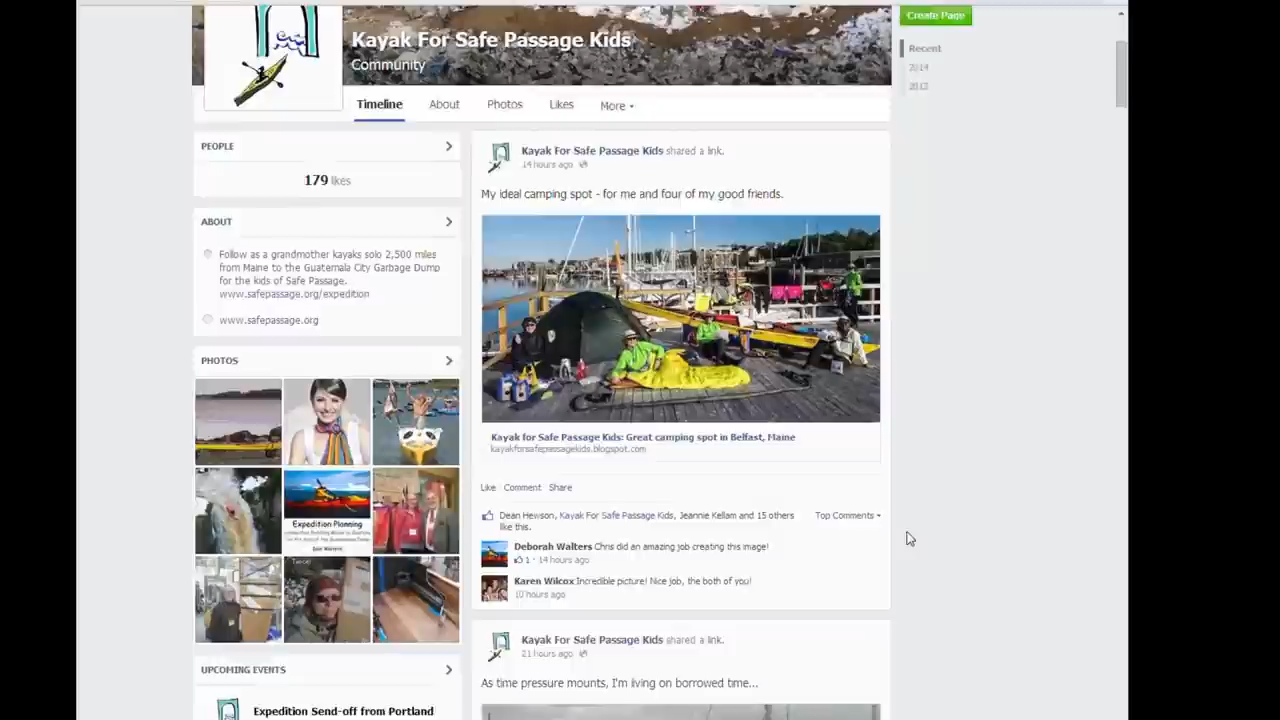 Create Page
Kayak For Safe Passage Kids
Community
Recent
2014
Timeline
About
Photos
Likes
More
PEOPLE
179 likes
ABOUT
Follow as a grandmother kayaks solo 2,500 miles
from Maine to the Guatemala City Garbage Dump
for the kids of Safe Passage.
www.safepassage.org/expedition
www.safepassage.org
PHOTOS
Expedition Planning
UPCOMING EVENTS
Expedition Send-off from Portland
Kayak For Safe Passage Kids shared a link.
14 hours ago
My ideal camping spot - for me and four of my good friends.
Kayak for Safe Passage Kids: Great camping spot in Belfast, Maine
kayakforsafepassagekids.blogspot.com
Like Comment Share
Dean Hewson, Kayak For Safe Passage Kids, Jeannie Kellam and 15 others
like this.
Top Comments
Deborah Walters Chris did an amazing job creating this image!
1 · 14 hours ago
Karen Wilcox Incredible picture! Nice job, the both of you!
10 hours ago
Kayak For Safe Passage Kids shared a link.
21 hours ago
As time pressure mounts, I'm living on borrowed time...